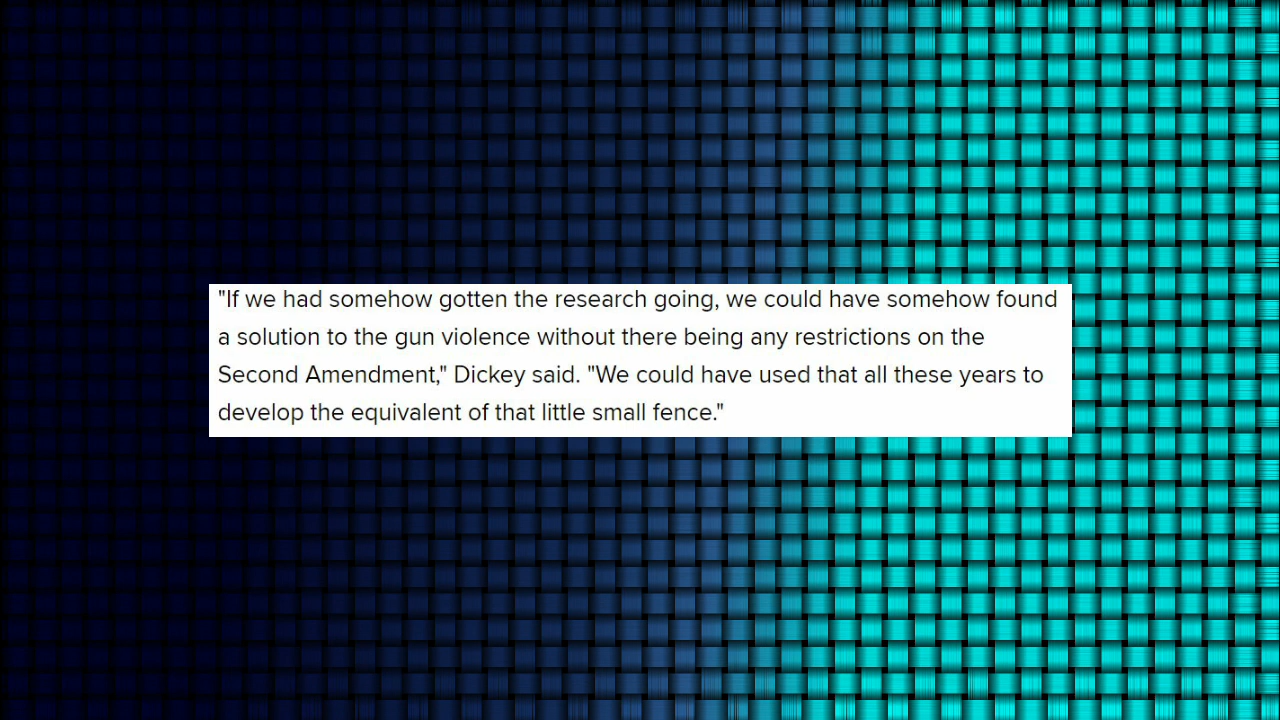 "If we had somehow gotten the research going, we could have somehow found
a solution to the gun violence without there being any restrictions on the
Second Amendment," Dickey said. "We could have used that all these years to
develop the equivalent of that little small fence."